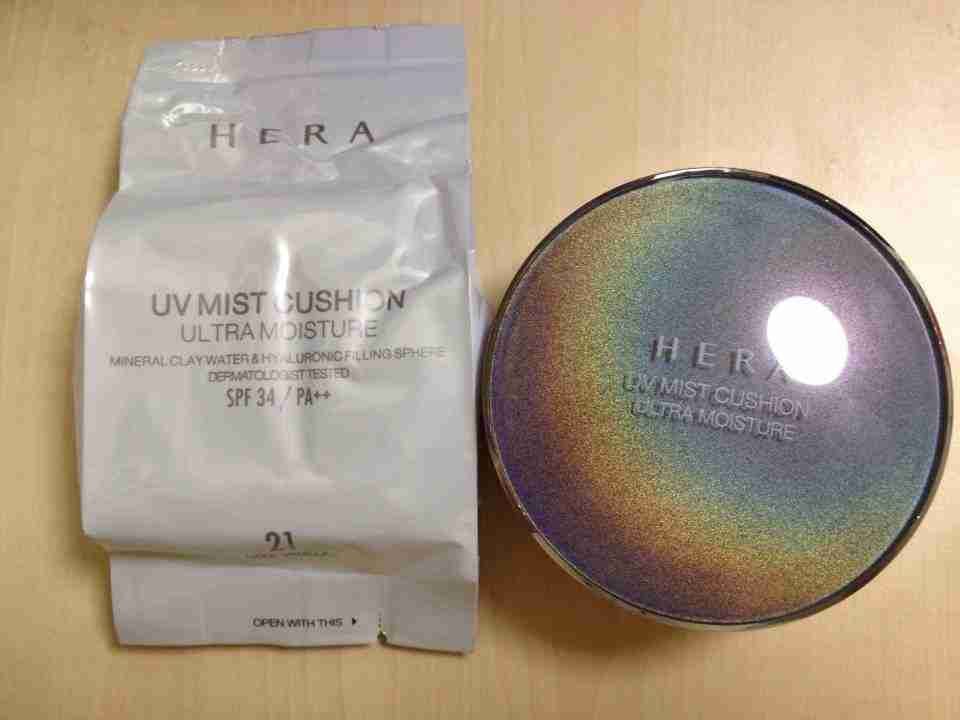 HERA
UV MIST CUSHION
ULTRA MOISTURE
MINERAL CLAY WATER & HYALURONIC FILLING SPHERE
DERMATOLOGIST TESTED
SPF 34 / PA++
21
OPEN WITH THIS
HERA
UV MIST CUSHION
ULTRA MOISTURE